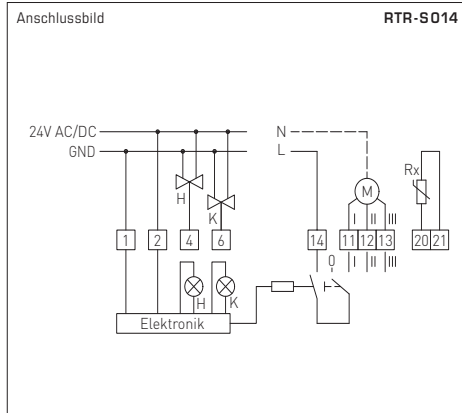 Anschlussbild RTR-S014
24V AC/DC N
GND L
Rx
M
H
K I II III
1 2 4 6 14 11 12 13 20 21
0 I II III
H K
Elektronik